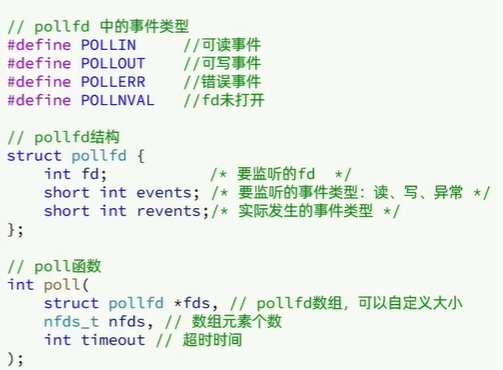 // pollfd 中的事件类型
#define POLLIN     //可读事件
#define POLLOUT    //可写事件
#define POLLERR    //错误事件
#define POLLNVAL   //fd未打开

// pollfd结构
struct pollfd {
    int fd;           /* 要监听的fd  */
    short int events; /* 要监听的事件类型：读、写、异常 */
    short int revents;/* 实际发生的事件类型 */
};

// poll函数
int poll(
    struct pollfd *fds, // pollfd数组，可以自定义大小
    nfds_t nfds, // 数组元素个数
    int timeout // 超时时间
);